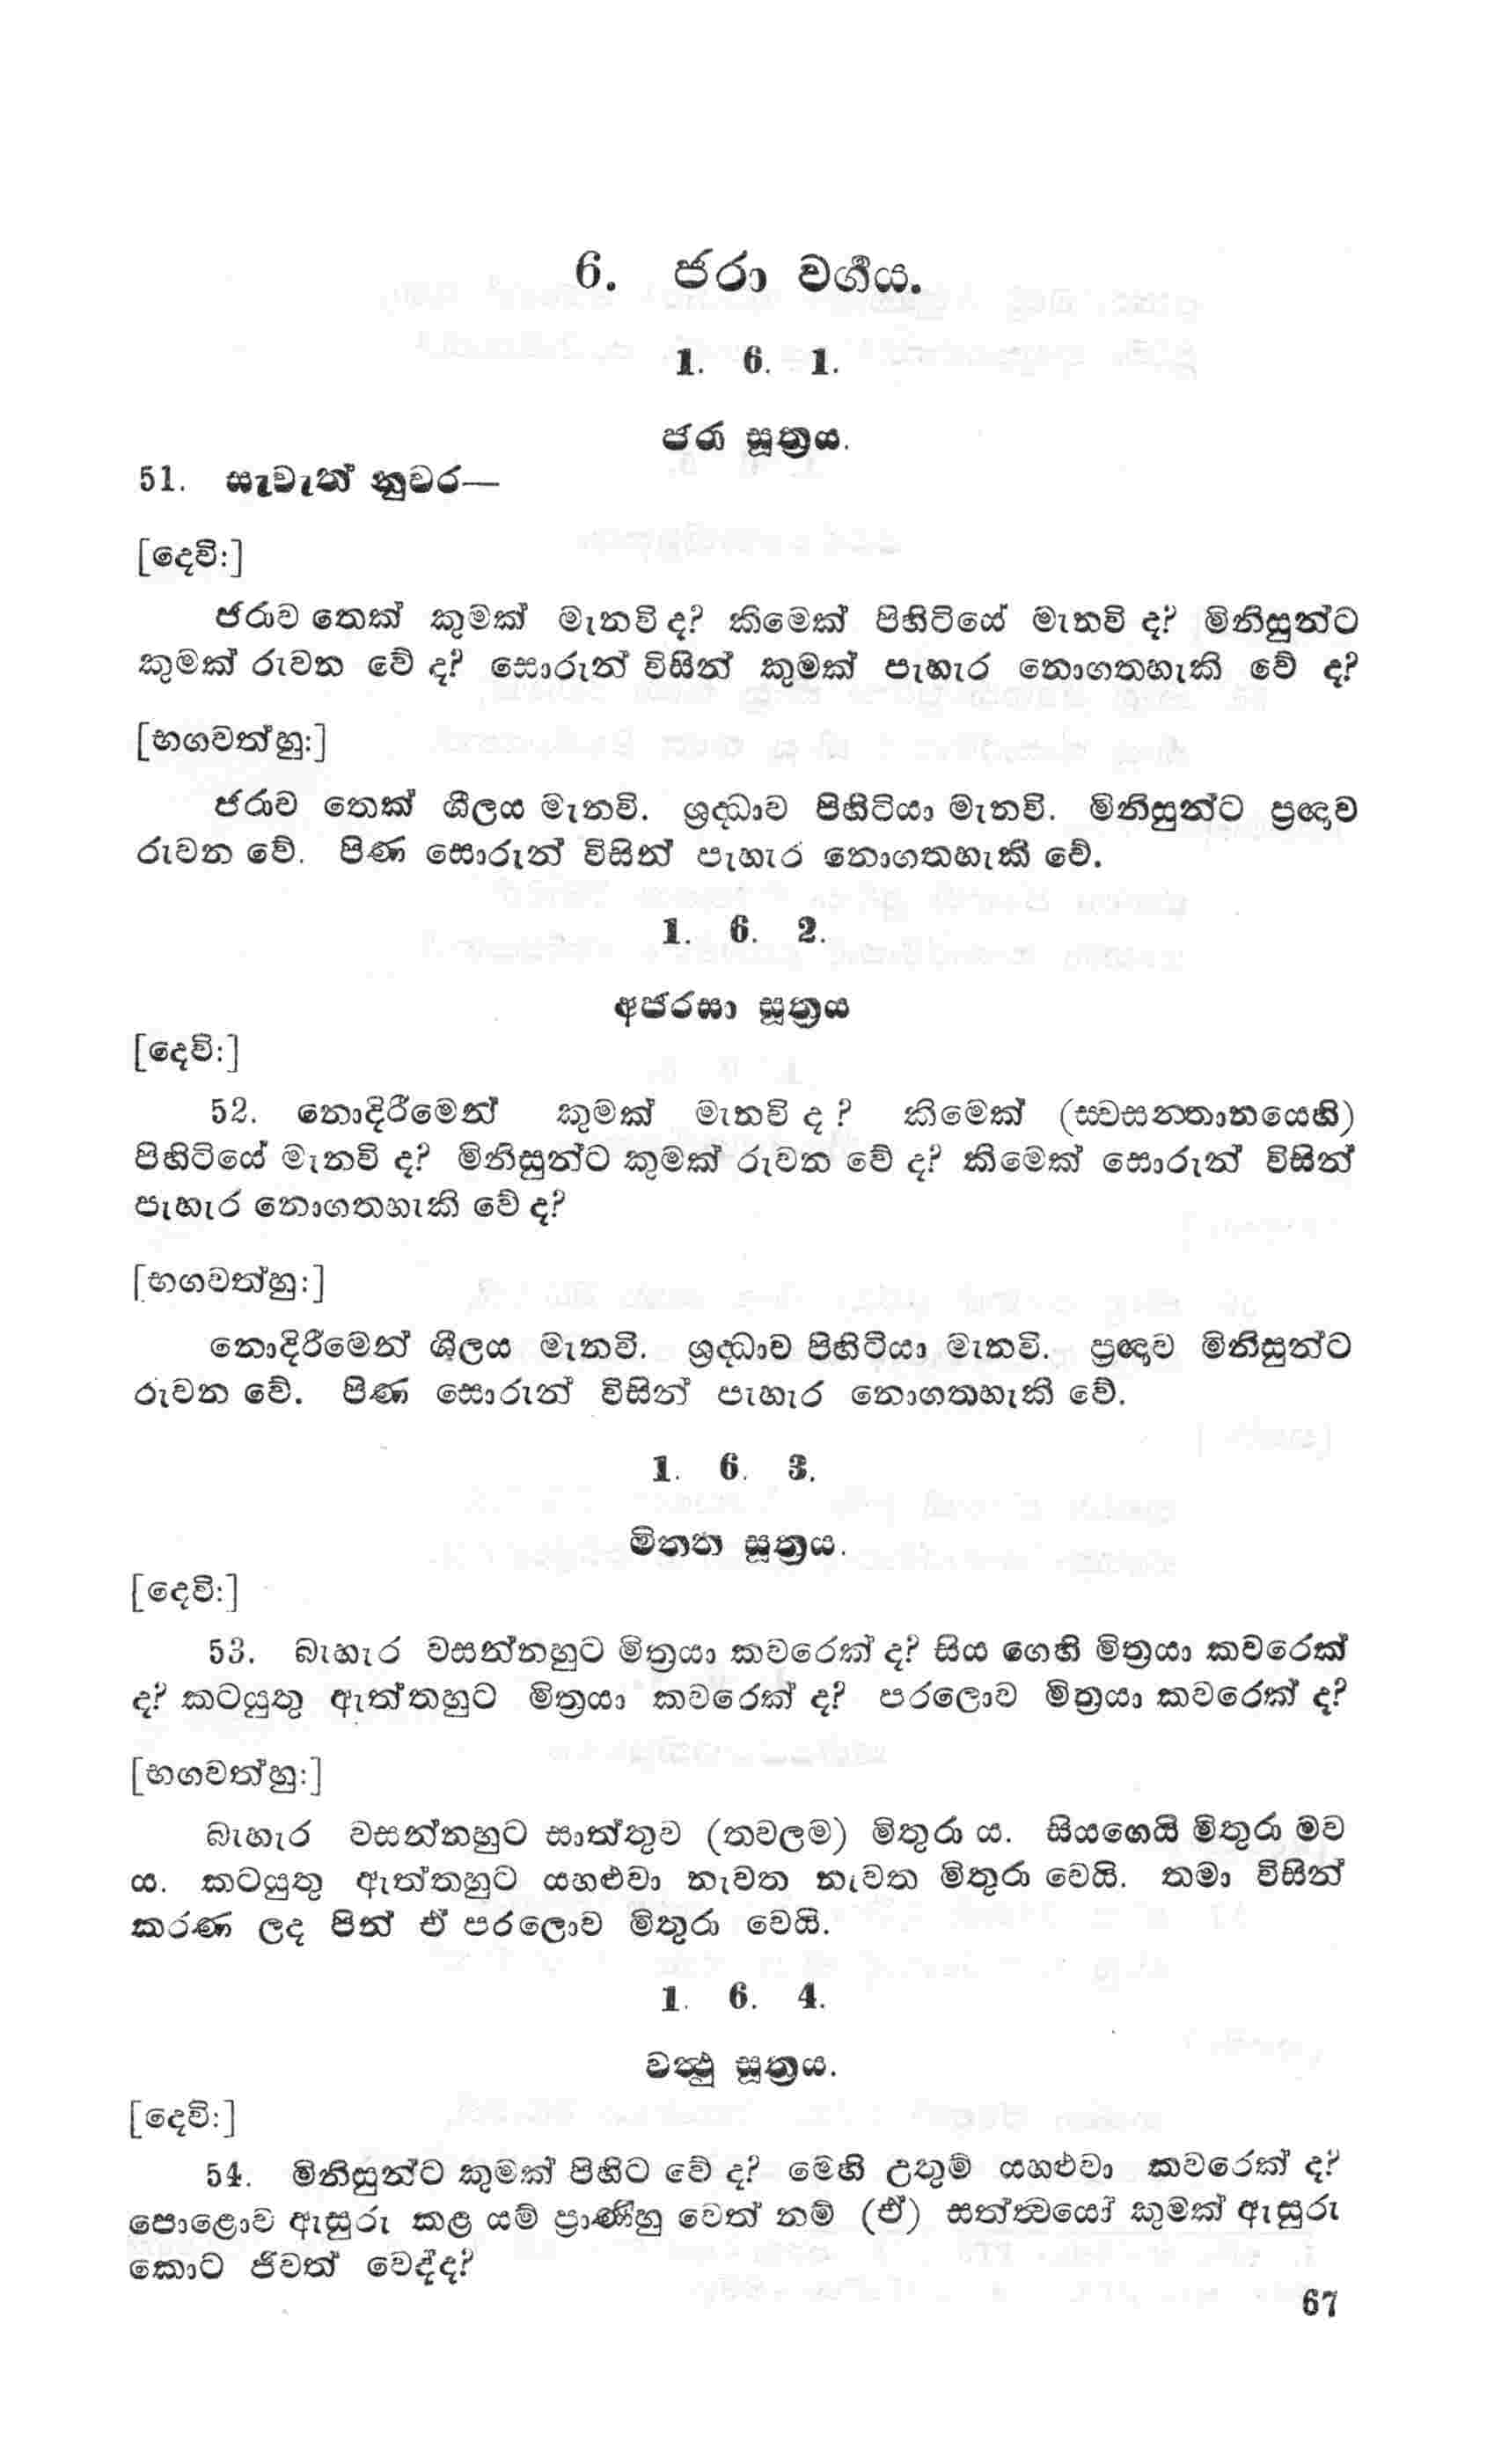 6. ජරා වර්‍ගය.
1. 6. 1.
ජරා සූත්‍රය.
51. සැවැත් නුවර—
[දෙවි:]
ජරාව තෙක් කුමක් මැනවි ද? කිමෙක් පිහිටියේ මැනවි ද? මිනිසුන්ට
කුමක් රුවන වේ ද? සොරුන් විසින් කුමක් පැහැර නොගතහැකි වේ ද?
[භගවත්හු:]
ජරාව තෙක් ශීලය මැනවි. ශ්‍රද්ධාව පිහිටියා මැනවි. මිනිසුන්ට ප්‍රඥාව
රුවන වේ. පිණ සොරුන් විසින් පැහැර නොගතහැකි වේ.
1. 6. 2.
අජරසා සූත්‍රය
[දෙවි:]
52. නොදිරීමෙන් කුමක් මැනවි ද? කිමෙක් (ස්වසන්තානයෙහි)
පිහිටියේ මැනවි ද? මිනිසුන්ට කුමක් රුවන වේ ද? කිමෙක් සොරුන් විසින්
පැහැර නොගතහැකි වේ ද?
[භගවත්හු:]
නොදිරීමෙන් ශීලය මැනවි. ශ්‍රද්ධාව පිහිටියා මැනවි. ප්‍රඥාව මිනිසුන්ට
රුවන වේ. පිණ සොරුන් විසින් පැහැර නොගතහැකි වේ.
1. 6. 3.
මිත්ත සූත්‍රය.
[දෙවි:]
53. බැහැර වසන්නහුට මිත්‍රයා කවරෙක් ද? සිය ගෙහි මිත්‍රයා කවරෙක්
ද? කටයුතු ඇත්තහුට මිත්‍රයා කවරෙක් ද? පරලොව මිත්‍රයා කවරෙක් ද?
[භගවත්හු:]
බැහැර වසන්නහුට සාත්තුව (තවලම) මිතුරා ය. සියගෙයි මිතුරා මව
ය. කටයුතු ඇත්තහුට යහළුවා නැවත නැවත මිතුරා වෙයි. තමා විසින්
කරණ ලද පින් ඒ පරලොව මිතුරා වෙයි.
1. 6. 4.
වත්‍ථු සූත්‍රය.
[දෙවි:]
54. මිනිසුන්ට කුමක් පිහිට වේ ද? මෙහි උතුම් යහළුවා කවරෙක් ද?
පොළොව ඇසුරු කළ යම් ප්‍රාණීහු වෙත් නම් (ඒ) සත්ත්‍වයෝ කුමක් ඇසුරු
කොට ජීවත් වෙද්ද?
67